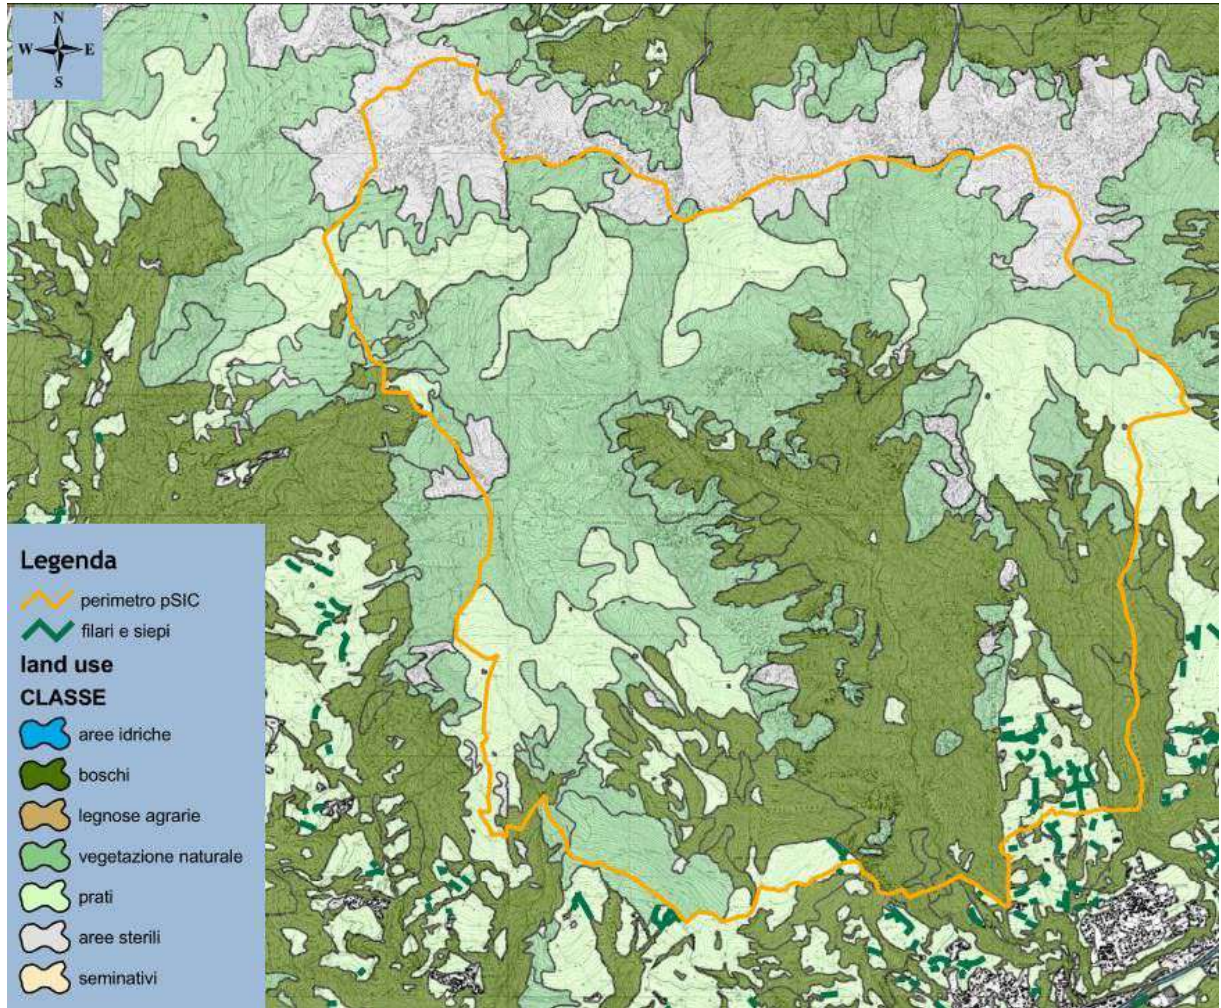 N
W E
S
Legenda
perimetro pSIC
filari e siepi
land use
CLASSE
aree idriche
boschi
legnose agrarie
vegetazione naturale
prati
aree sterili
seminativi